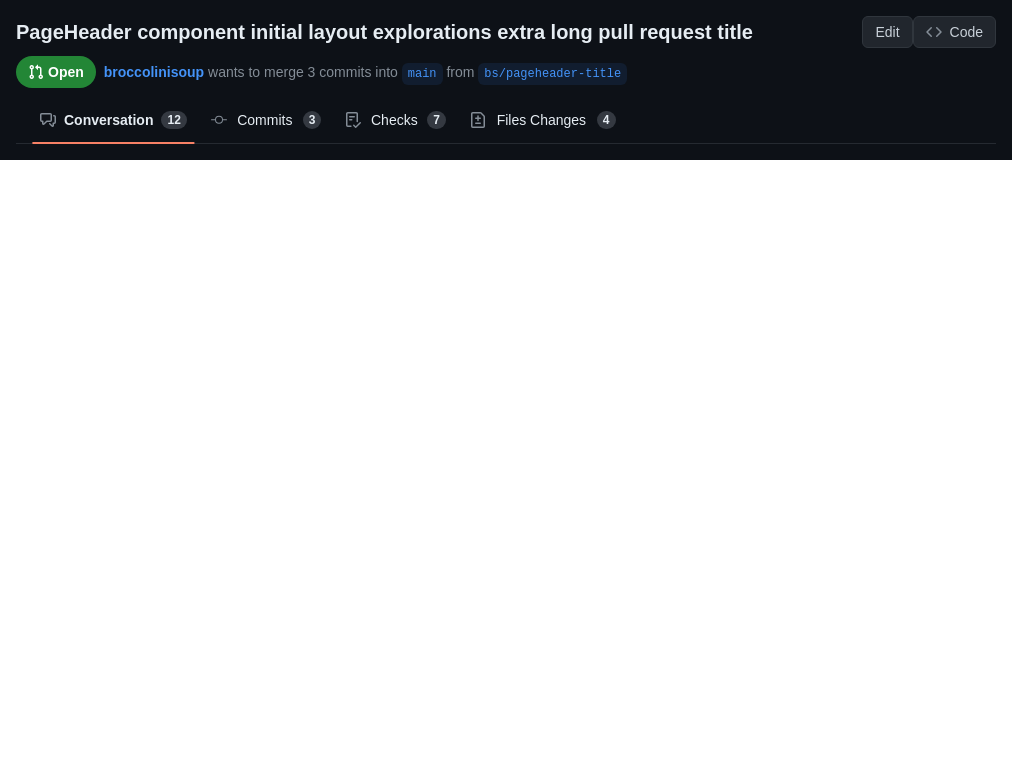 PageHeader component initial layout explorations extra long pull request title
Edit
Code
Open
broccolinisoup wants to merge 3 commits into main from bs/pageheader-title
Conversation 12
Commits 3
Checks 7
Files Changes 4